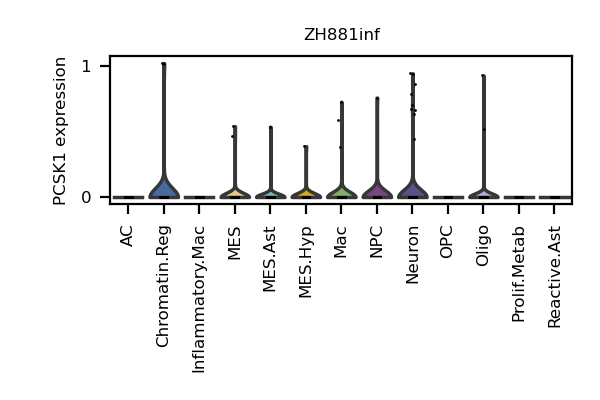 ZH881inf
PCSK1 expression
1
0
AC
Chromatin.Reg
Inflammatory.Mac
MES
MES.Ast
MES.Hyp
Mac
NPC
Neuron
OPC
Oligo
Prolif.Metab
Reactive.Ast